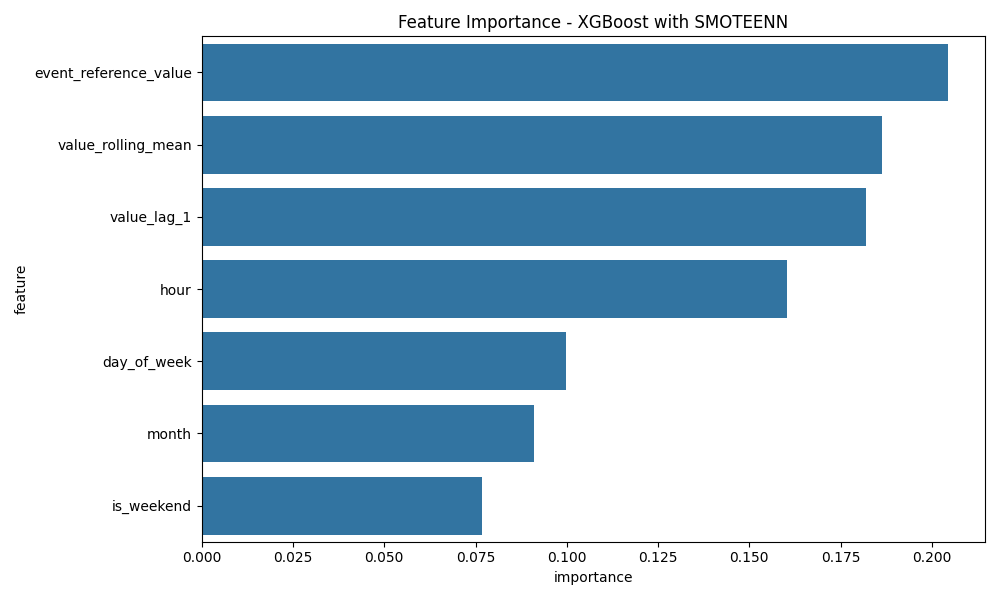 Feature Importance - XGBoost with SMOTEENN
event_reference_value
value_rolling_mean
value_lag_1
hour
day_of_week
month
is_weekend
feature
0.000 0.025 0.050 0.075 0.100 0.125 0.150 0.175 0.200
importance